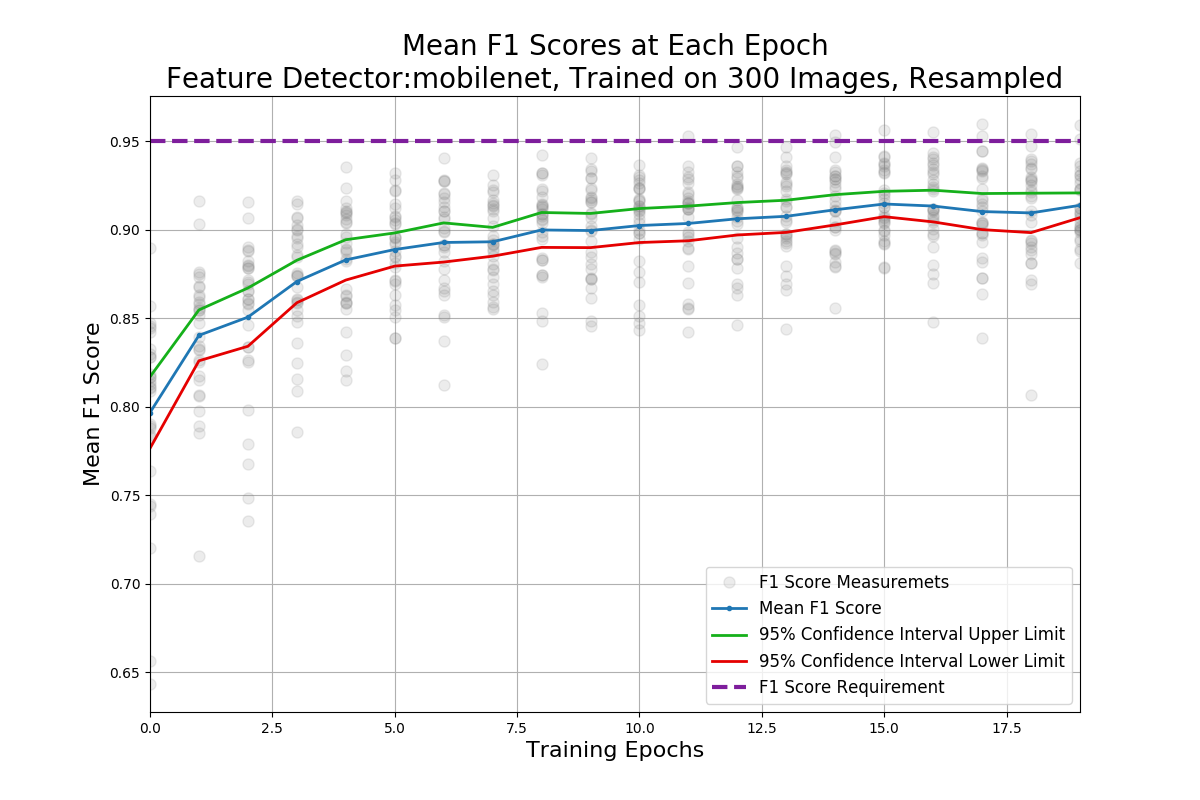 Mean F1 Scores at Each Epoch
Feature Detector:mobilenet, Trained on 300 Images, Resampled
Mean F1 Score
0.95
0.90
0.85
0.80
0.75
0.70
0.65
F1 Score Measuremets
Mean F1 Score
95% Confidence Interval Upper Limit
95% Confidence Interval Lower Limit
F1 Score Requirement
0.0 2.5 5.0 7.5 10.0 12.5 15.0 17.5
Training Epochs